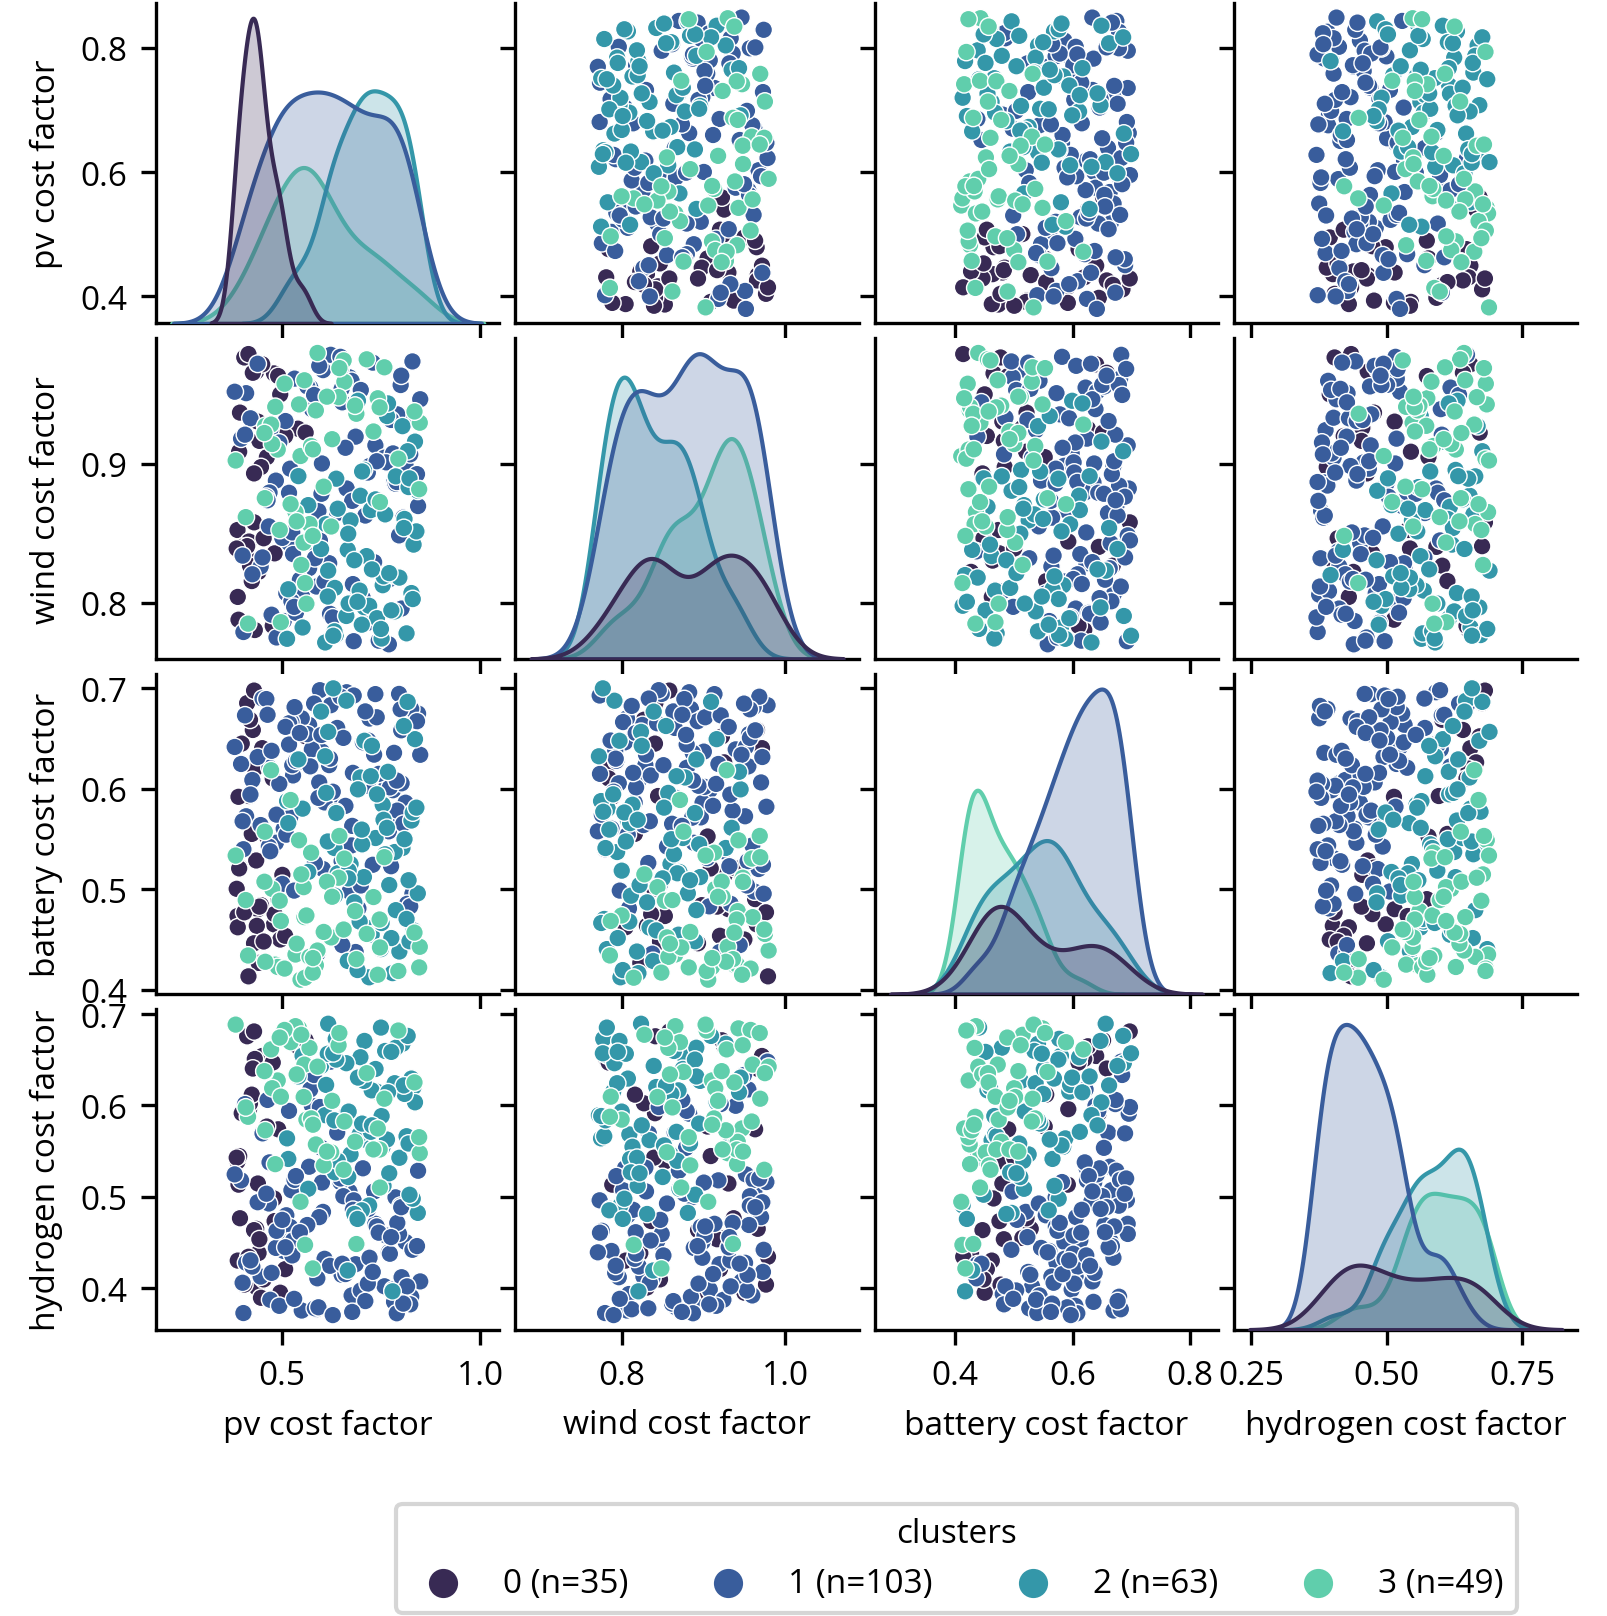 pv cost factor
0.8
0.6
0.4
wind cost factor
0.9
0.8
battery cost factor
0.7
0.6
0.5
0.4
hydrogen cost factor
0.7
0.6
0.5
0.4
0.5 1.0 0.8 1.0 0.4 0.6 0.8 0.25 0.50 0.75
pv cost factor wind cost factor battery cost factor hydrogen cost factor
clusters
0 (n=35) 1 (n=103) 2 (n=63) 3 (n=49)